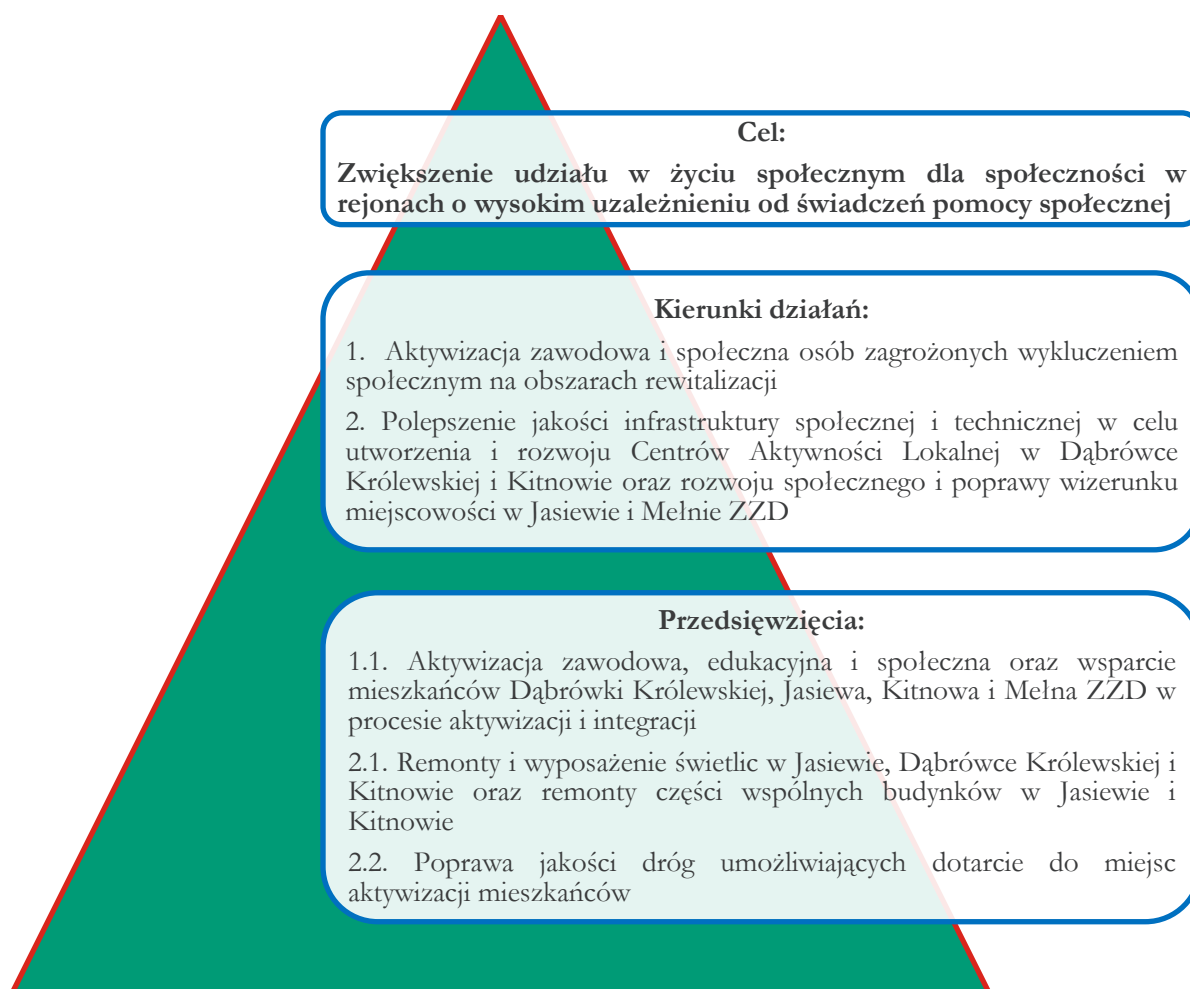 Cel:
Zwiększenie udziału w życiu społecznym dla społeczności w
rejonach o wysokim uzależnieniu od świadczeń pomocy społecznej
Kierunki działań:
1. Aktywizacja zawodowa i społeczna osób zagrożonych wykluczeniem
społecznym na obszarach rewitalizacji
2. Polepszenie jakości infrastruktury społecznej i technicznej w celu
utworzenia i rozwoju Centrów Aktywności Lokalnej w Dąbrówce
Królewskiej i Kitnowie oraz rozwoju społecznego i poprawy wizerunku
miejscowości w Jasiewie i Mełnie ZZD
Przedsięwzięcia:
1.1. Aktywizacja zawodowa, edukacyjna i społeczna oraz wsparcie
mieszkańców Dąbrówki Królewskiej, Jasiewa, Kitnowa i Mełna ZZD w
procesie aktywizacji i integracji
2.1. Remonty i wyposażenie świetlic w Jasiewie, Dąbrówce Królewskiej i
Kitnowie oraz remonty części wspólnych budynków w Jasiewie i
Kitnowie
2.2. Poprawa jakości dróg umożliwiających dotarcie do miejsc
aktywizacji mieszkańców